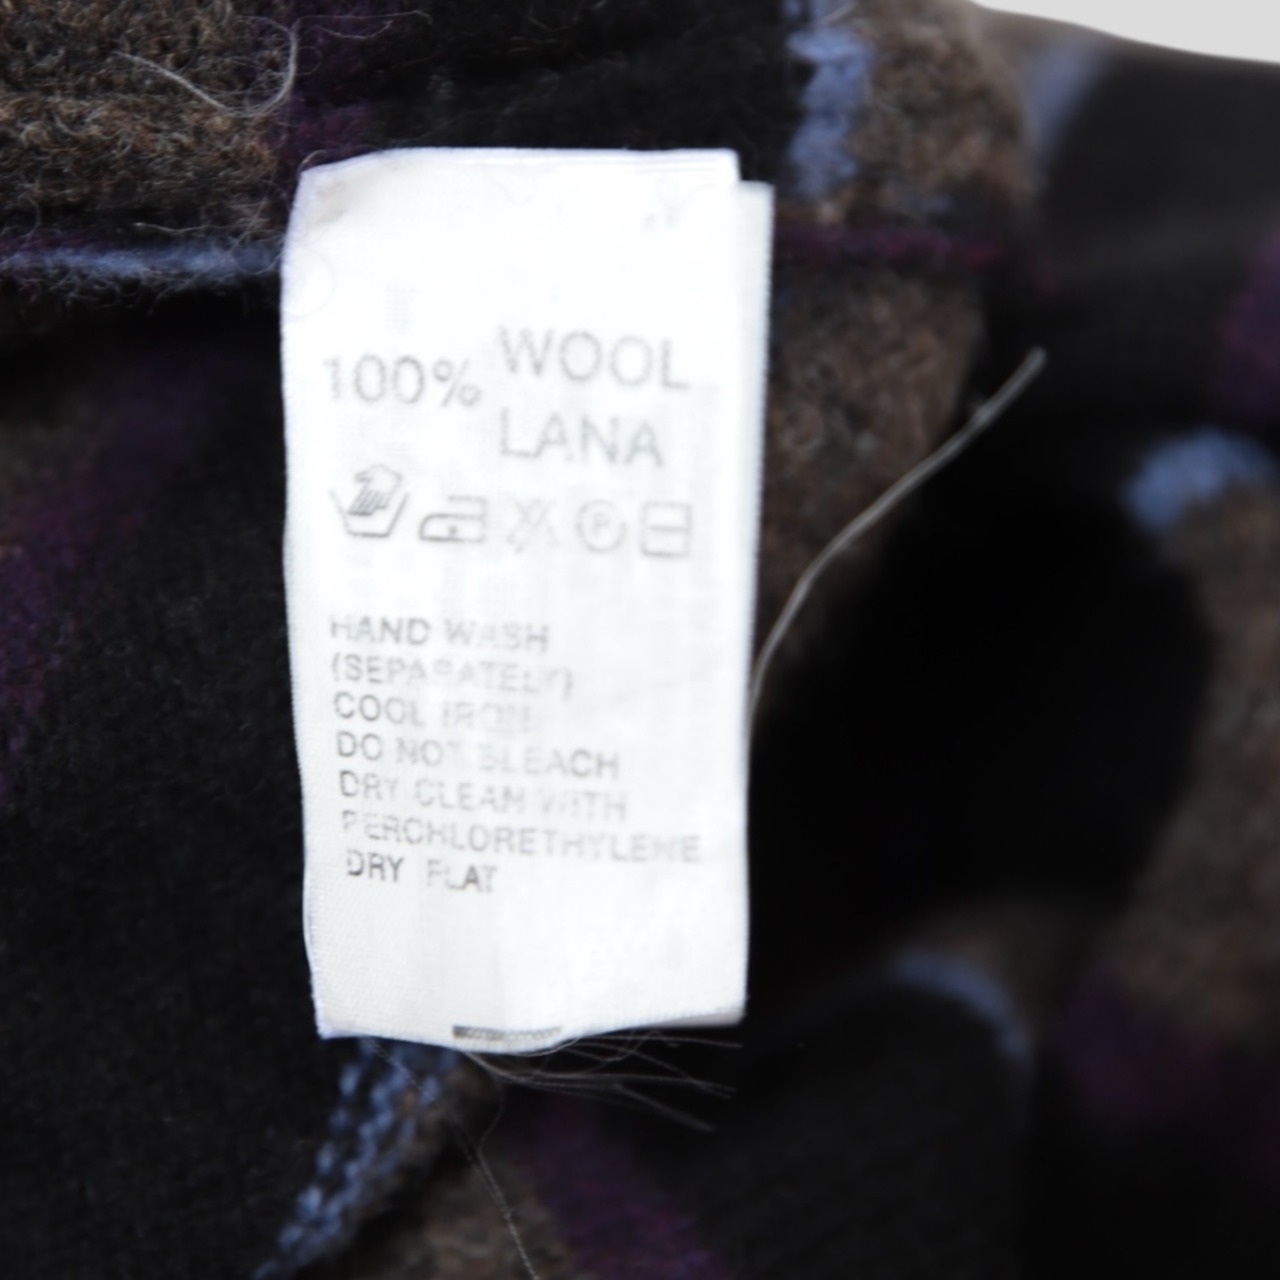 100% WOOL
LANA
P
HAND WASH
(SEPARATELY)
COOL IRON
DO NOT BLEACH
DRY CLEAN WITH
PERCHLORETHYLENE
DRY FLAT